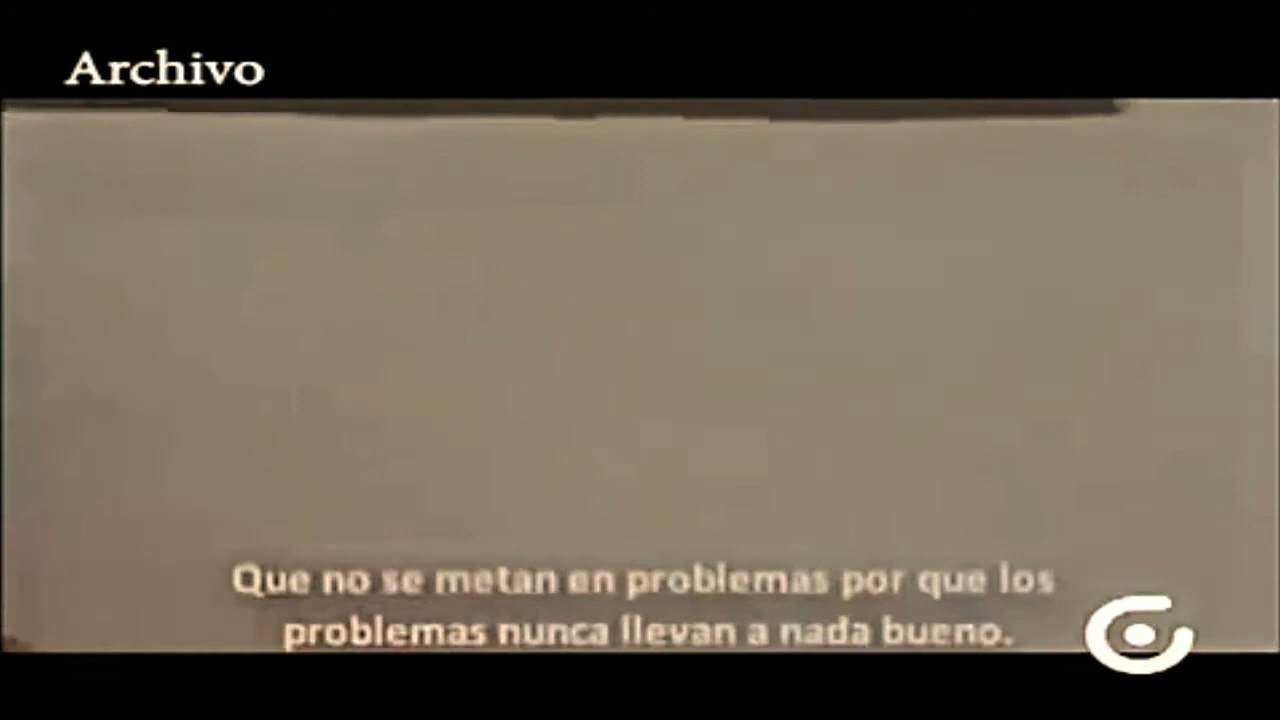 Archivo
Que no se metan en problemas por que los
problemas nunca llevan a nada bueno.